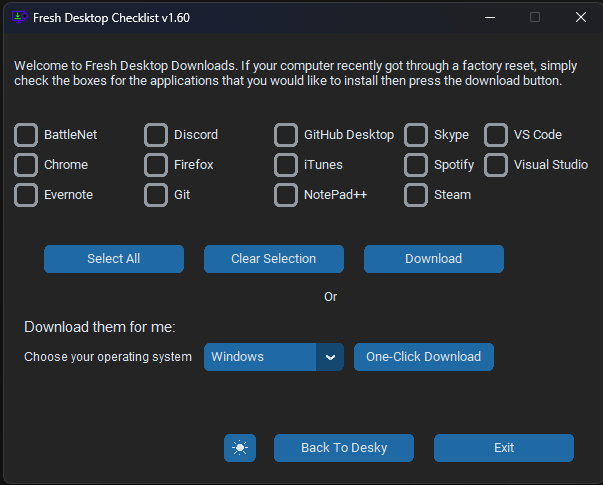 Fresh Desktop Checklist v1.60
Welcome to Fresh Desktop Downloads. If your computer recently got through a factory reset, simply
check the boxes for the applications that you would like to install then press the download button.
BattleNet Discord GitHub Desktop Skype VS Code
Chrome Firefox iTunes Spotify Visual Studio
Evernote Git NotePad++ Steam
Select All Clear Selection Download
Or
Download them for me:
Choose your operating system Windows One-Click Download
Back To Desky Exit